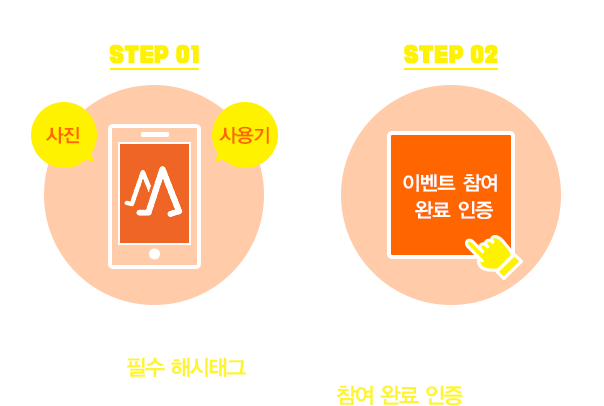 STEP 01
STEP 02
사진
사용기
이벤트 참여
완료 인증
필수 해시태그
참여 완료 인증